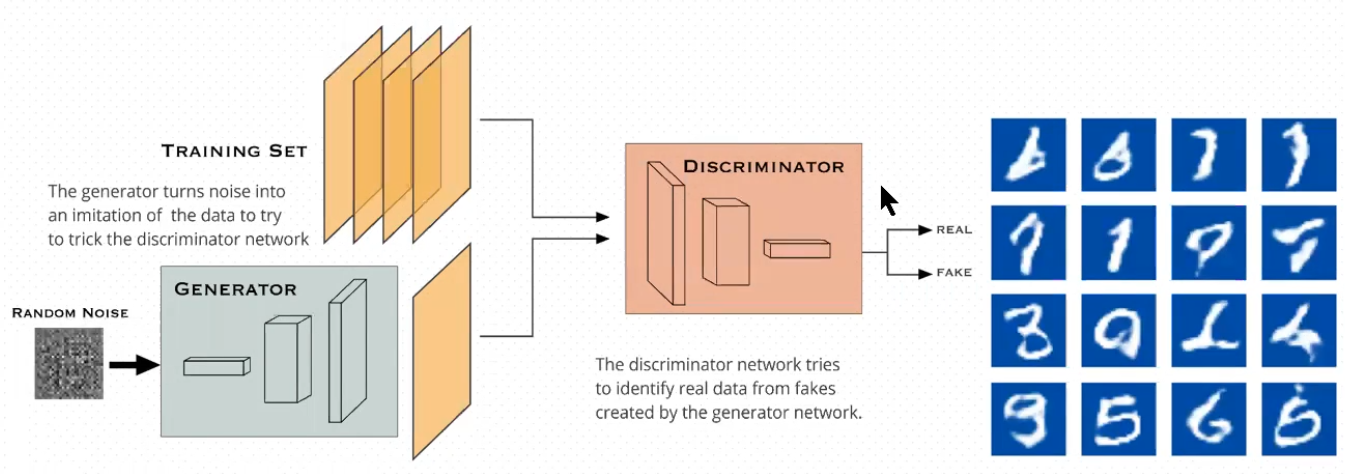 TRAINING SET
The generator turns noise into
an imitation of the data to try
to trick the discriminator network
GENERATOR
RANDOM NOISE
DISCRIMINATOR
REAL
FAKE
The discriminator network tries
to identify real data from fakes
created by the generator network.